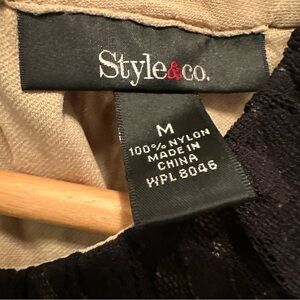 Style&co.
M
100% NYLON
MADE IN
CHINA
WPL 8046